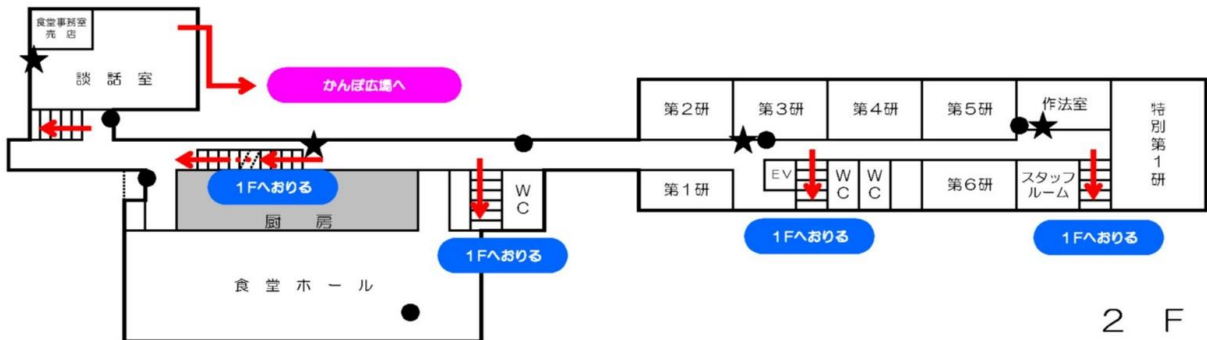 食堂事務室
売店
談話室
かんぽ広場へ
第2研
第3研
第4研
第5研
作法室
特別第1研
1Fへおりる
厨房
WC
第1研
EV
WC
WC
第6研
スタッフ
ルーム
1Fへおりる
1Fへおりる
1Fへおりる
食堂ホール
2F